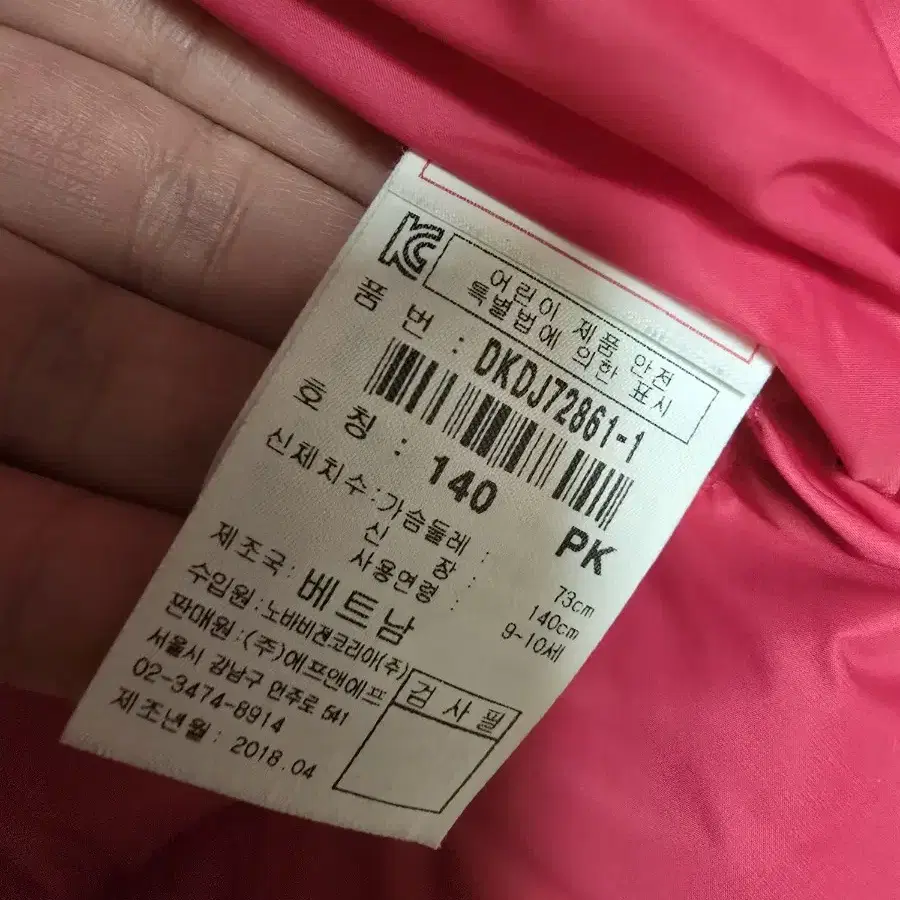 KC
어린이 제품 안전
특별법에 의한 표시
품 번 : DKDJ72861-1
호 칭 : 140 PK
신체치수 : 가슴둘레 : 73cm
신 장 : 140cm
사용연령 : 9-10세
제조국 : 베트남
수입원 : 노바비젼코리아(주)
판매원 : (주)에프앤에프
서울시 강남구 언주로 541
02-3474-8914
제조년월 : 2018.04
검 사 필